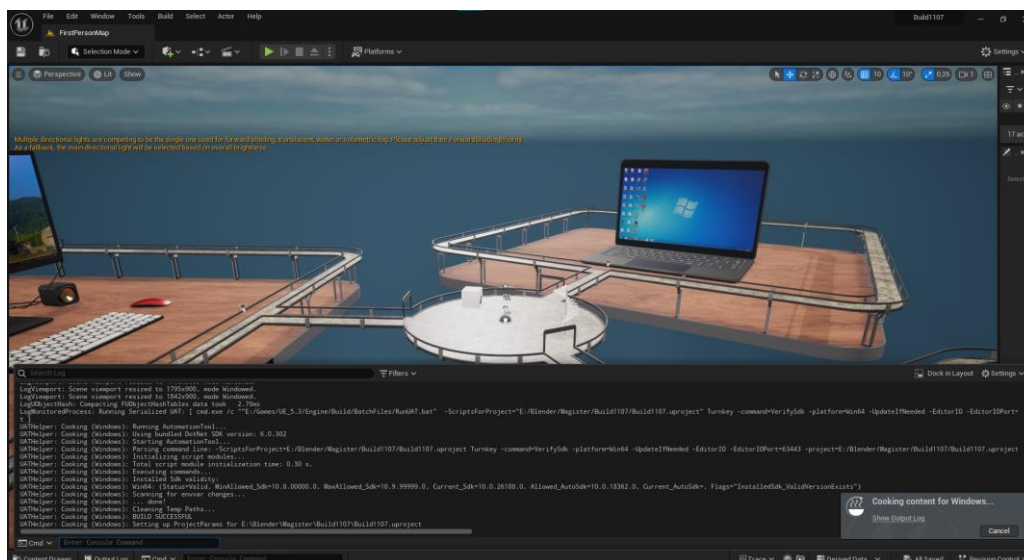 File Edit Window Tools Build Select Actor Help
Build1107
FirstPersonMap
Selection Mode
Platforms
Settings
Perspective Lit Show
10 10° 0,25 1
Multiple directional lights are competing to be the single one used for forward shading, translucent, water or volumetric fog. Please adjust their ForwardShadingPriority.
As a fallback, the main directional light will be selected based on overall brightness.
17 ac
Selec
Search Log
Filters
Dock in Layout Settings
LogViewport: Scene viewport resized to 1795x900, mode Windowed.
LogViewport: Scene viewport resized to 1842x900, mode Windowed.
LogUObjectHash: Compacting FUObjectHashTables data took 2.70ms
LogMonitoredProcess: Running Serialized UAT: [ cmd.exe /c ""E:/Games/UE_5.3/Engine/Build/BatchFiles/RunUAT.bat" -ScriptsForProject="E:/Blender/Magister/Build1107/Build1107.uproject" Turnkey -command=VerifySdk -platform=Win64 -UpdateIfNeeded -EditorIO -EditorIOPort=
UATHelper: Cooking (Windows): Running AutomationTool...
UATHelper: Cooking (Windows): Using bundled DotNet SDK version: 6.0.302
UATHelper: Cooking (Windows): Starting AutomationTool...
UATHelper: Cooking (Windows): Parsing command line: -ScriptsForProject=E:/Blender/Magister/Build1107/Build1107.uproject Turnkey -command=VerifySdk -platform=Win64 -UpdateIfNeeded -EditorIO -EditorIOPort=63443 -project=E:/Blender/Magister/Build1107/Build1107.uproject
UATHelper: Cooking (Windows): Initializing script modules...
UATHelper: Cooking (Windows): Total script module initialization time: 0.30 s.
UATHelper: Cooking (Windows): Executing commands...
UATHelper: Cooking (Windows): Installed Sdk validity:
UATHelper: Cooking (Windows): Win64: (Status=Valid, MinAllowed_Sdk=10.0.00000.0, MaxAllowed_Sdk=10.9.99999.0, Current_Sdk=10.0.26100.0, Allowed_AutoSdk=10.0.18362.0, Current_AutoSdk=, Flags="InstalledSdk_ValidVersionExists")
UATHelper: Cooking (Windows): Scanning for envvar changes...
UATHelper: Cooking (Windows): ... done!
UATHelper: Cooking (Windows): Cleaning Temp Paths...
UATHelper: Cooking (Windows): BUILD SUCCESSFUL
UATHelper: Cooking (Windows): Setting up ProjectParams for E:\Blender\Magister\Build1107\Build1107.uproject
Cooking content for Windows...
Show Output Log
Cancel
Cmd Enter Console Command
Content Drawer Output Log Cmd Enter Console Command Trace Derived Data All Saved Revision Control